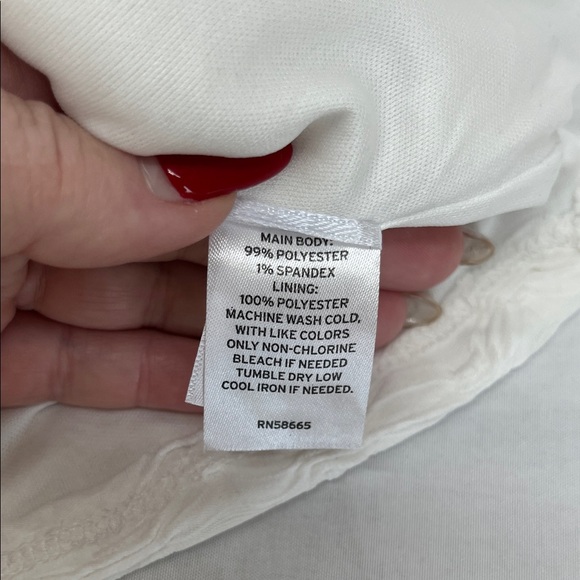 MAIN BODY:
99% POLYESTER
1% SPANDEX
LINING:
100% POLYESTER
MACHINE WASH COLD,
WITH LIKE COLORS
ONLY NON-CHLORINE
BLEACH IF NEEDED
TUMBLE DRY LOW
COOL IRON IF NEEDED.
RN58665